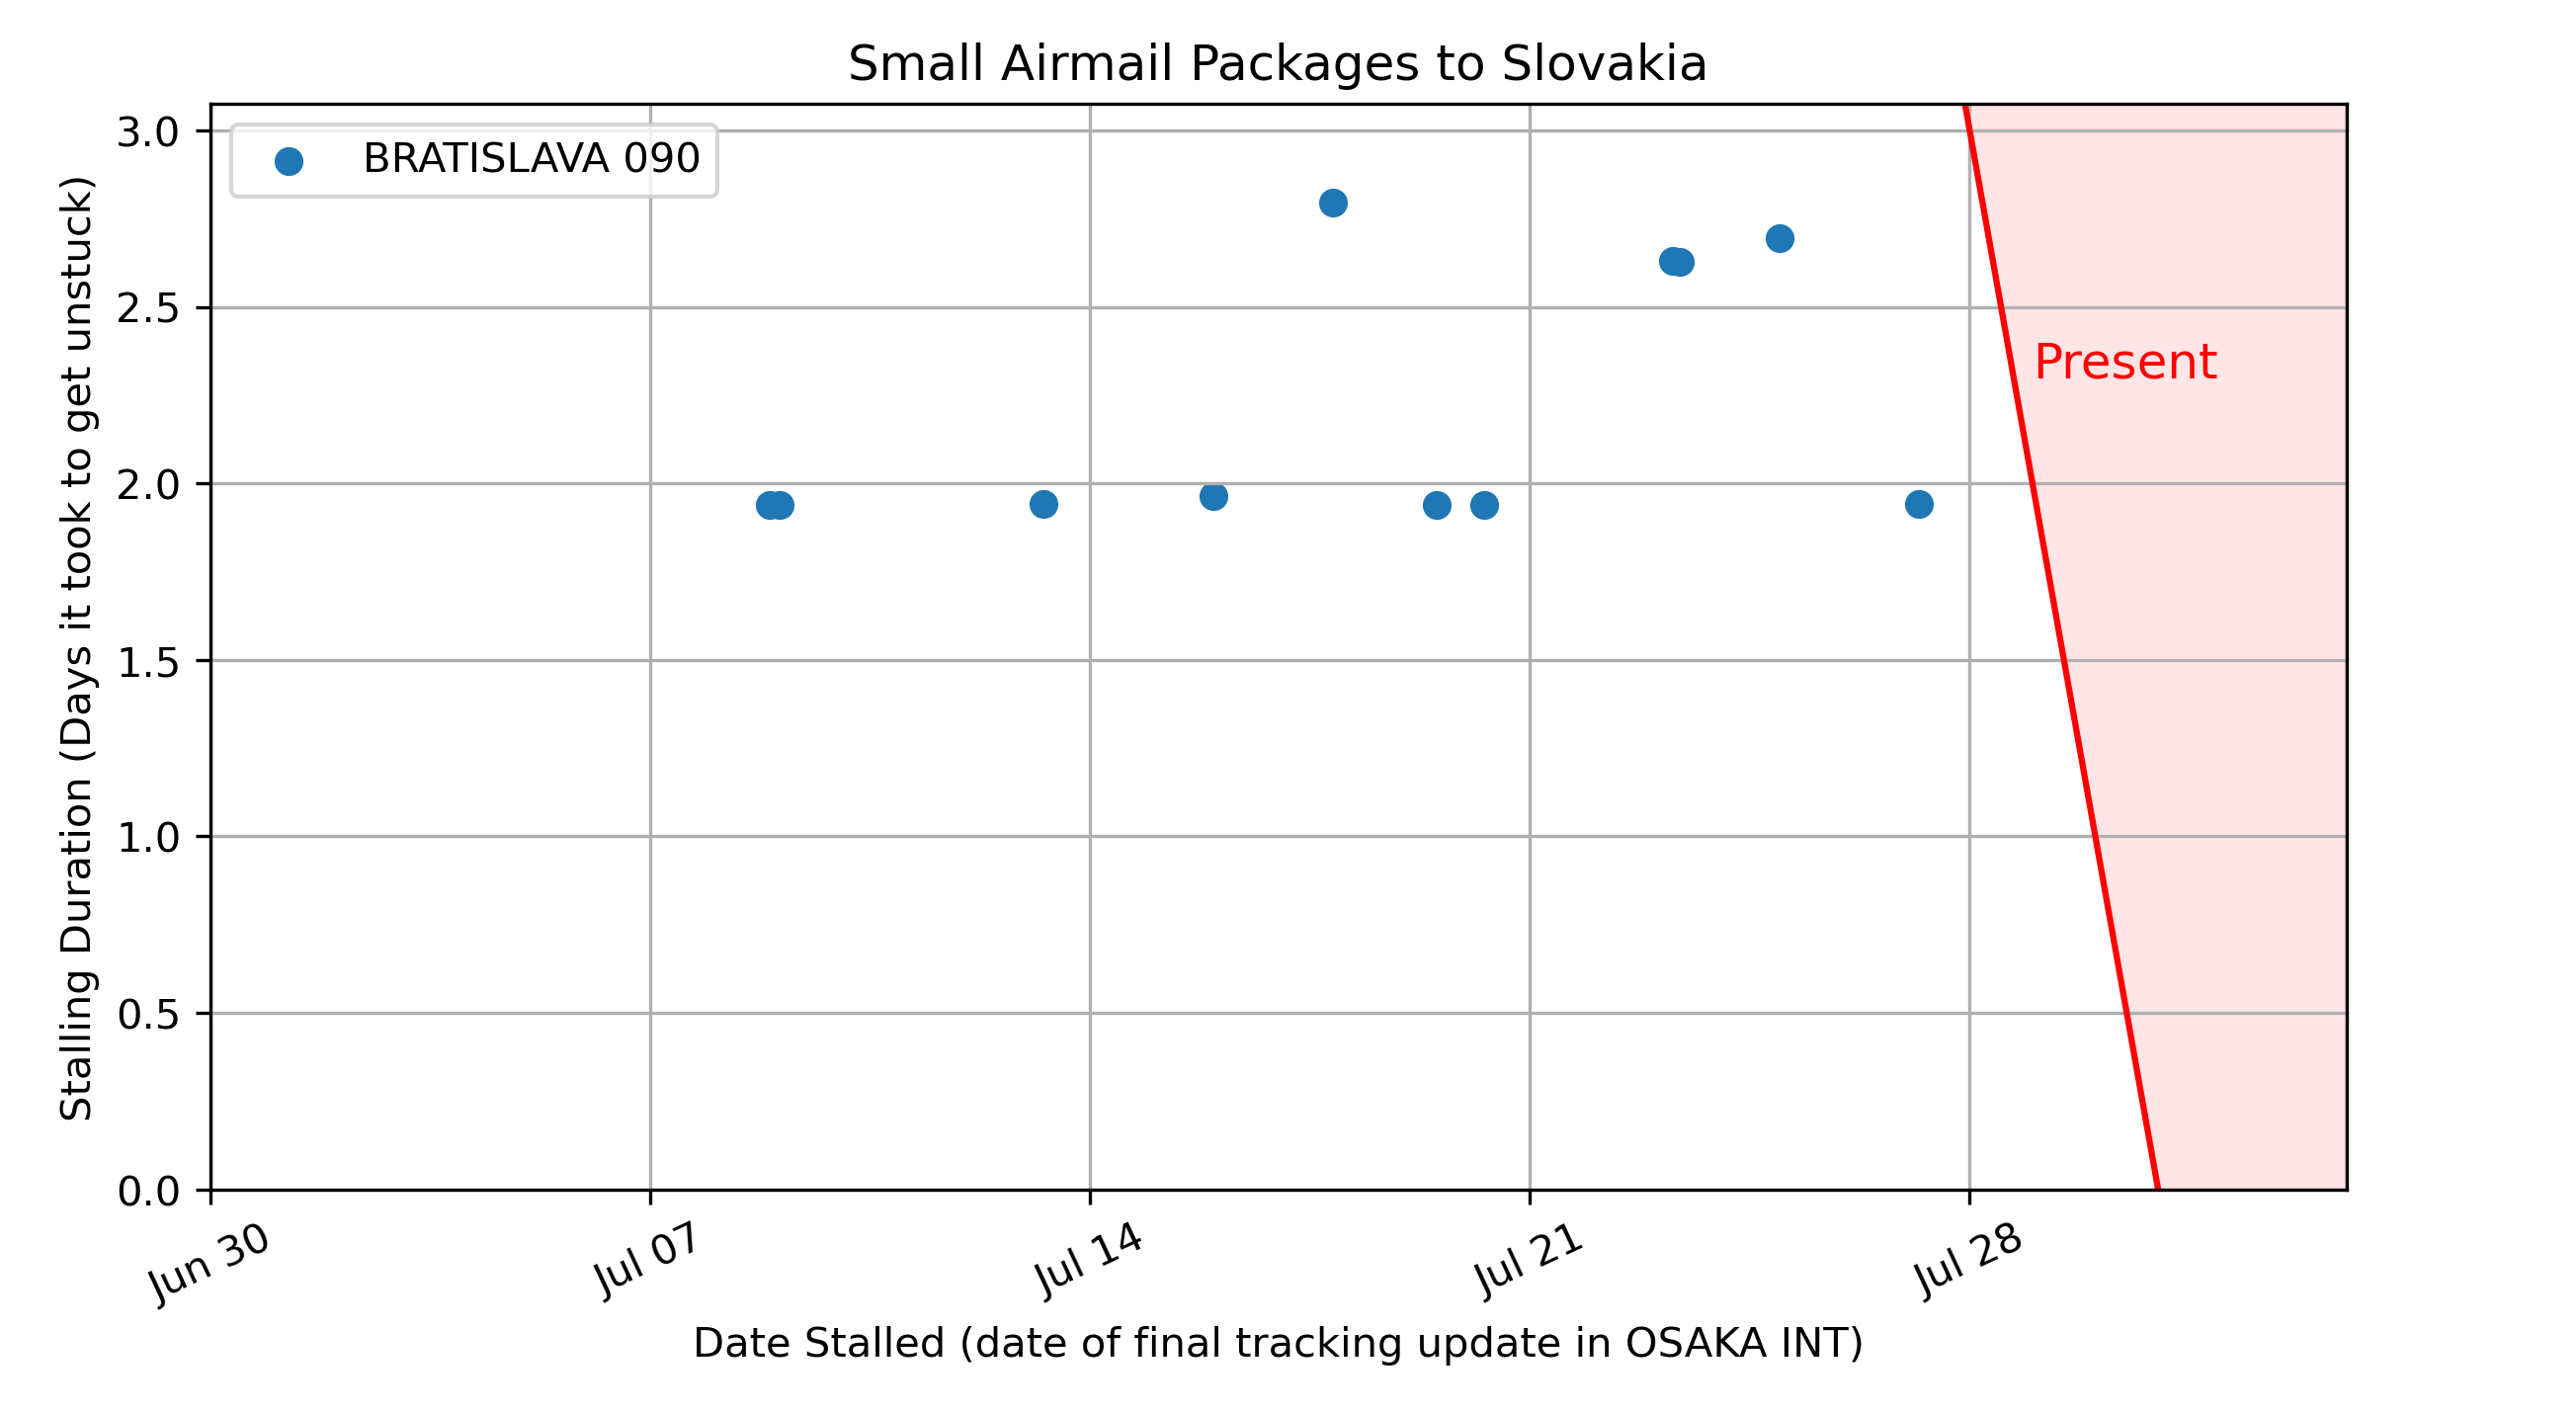 Small Airmail Packages to Slovakia
BRATISLAVA 090
3.0
2.5
2.0
1.5
1.0
0.5
0.0
Stalling Duration (Days it took to get unstuck)
Present
Jun 30
Jul 07
Jul 14
Jul 21
Jul 28
Date Stalled (date of final tracking update in OSAKA INT)